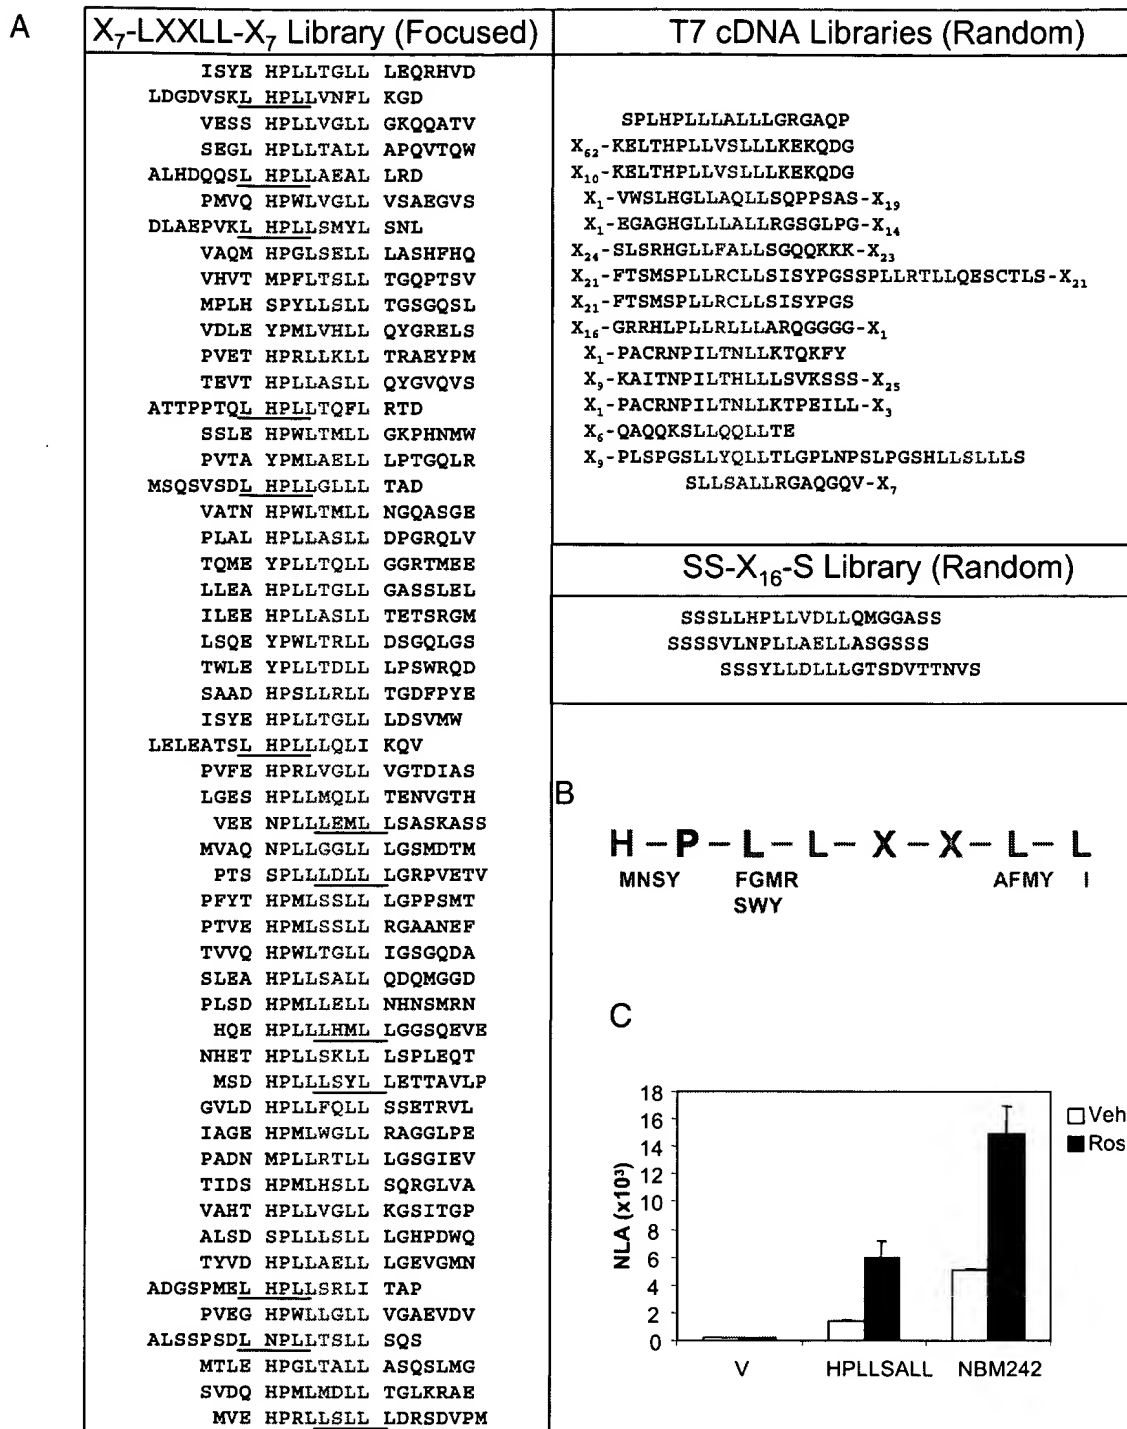 A
X7-LXXLL-X7 Library (Focused)
ISYE HPLLTGLL LEQRHVD
LDGDVSKL HPLLVNFL KGD
VESS HPLLVGLL GKQQATV
SEGL HPLLTALL APQVTQW
ALHDQQSL HPLLAEAL LRD
PMVQ HPWLVGLL VSAEGVS
DLAEPVKL HPLLSMYL SNL
VAQM HPGLSELL LASHFHQ
VHVT MPFLTSLL TGQPTSV
MPLH SPYLLSLL TGSGQSL
VDLE YPMLVHLL QYGRELS
PVET HPRLLKLL TRAEYPM
TEVT HPLLASLL QYGVQVS
ATTPPTQL HPLLTQFL RTD
SSLE HPWLTMLL GKPHNMW
PVTA YPMLAELL LPTGQLR
MSQSVSDL HPLLGLLL TAD
VATN HPWLTMLL NGQASGE
PLAL HPLLASLL DPGRQLV
TQME YPLLTQLL GGRTMEE
LLEA HPLLTGLL GASSLEL
ILEE HPLLASLL TETSRGM
LSQE YPWLTRLL DSGQLGS
TWLE YPLLTDLL LPSWRQD
SAAD HPSLLRLL TGDFPYE
ISYE HPLLTGLL LDSVMW
LELEATSL HPLLLQLI KQV
PVFE HPRLVGLL VGTDIAS
LGES HPLLMQLL TENVGTH
VEE NPLLLEML LSASKASS
MVAQ NPLLGGLL LGSMDTM
PTS SPLLLDLL LGRPVETV
PFYT HPMLSSLL LGPPSMT
PTVE HPMLSSLL RGAANEF
TVVQ HPWLTGLL IGSGQDA
SLEA HPLLSALL QDQMGGD
PLSD HPMLLELL NHNSMRN
HQE HPLLLHML LGGSQEVE
NHET HPLLSKLL LSPLEQT
MSD HPLLLSYL LETTAVLP
GVLD HPLLFQLL SSETRVL
IAGE HPMLWGLL RAGGLPE
PADN MPLLRTLL LGSGIEV
TIDS HPMLHSLL SQRGLVA
VAHT HPLLVGLL KGSITGP
ALSD SPLLLSLL LGHPDWQ
TYVD HPLLAELL LGEVGMN
ADGSPMEL HPLLSRLI TAP
PVEG HPWLLGLL VGAEVDV
ALSSPSDL NPLLTSLL SQS
MTLE HPGLTALL ASQSLMG
SVDQ HPMLMDLL TGLKRAE
MVE HPRLLSLL LDRSDVPM
T7 cDNA Libraries (Random)
SPLHPLLLALLLGRGAQP
X62-KELTHPLLVSLLLKEKQDG
X10-KELTHPLLVSLLLKEKQDG
X1-VWSLHGLLAQLLSQPPSAS-X19
X1-EGAGHGLLLALLRGSGLPG-X14
X24-SLSRHGLLFALLSGQQKKK-X23
X21-FTSMSPLLRCLLSISYPGSSPLLRTLLQESCTLS-X21
X21-FTSMSPLLRCLLSISYPGS
X16-GRRHLPLLRLLLARQGGGG-X1
X1-PACRNPILTNLLKTQKFY
X9-KAITNPILTHLLLSVKSSS-X25
X1-PACRNPILTNLLKTPEILL-X3
X6-QAQQKSLLQQLLTE
X9-PLSPGSLLYQLLTLGPLNPSLPGSHLLSLLLS
SLLSALLRGAQGQV-X7
SS-X16-S Library (Random)
SSSLLHPLLVDLLQMGGASS
SSSSVLNPLLAELLASGSSS
SSSYLLDLLLGTSDVTTNVS
B
H – P – L – L – X – X – L – L
MNSY FGMR AFMY I
SWY
C
NLA (x10³)
18
16
14
12
10
8
6
4
2
0
V HPLLSALL NBM242
Veh
Ros